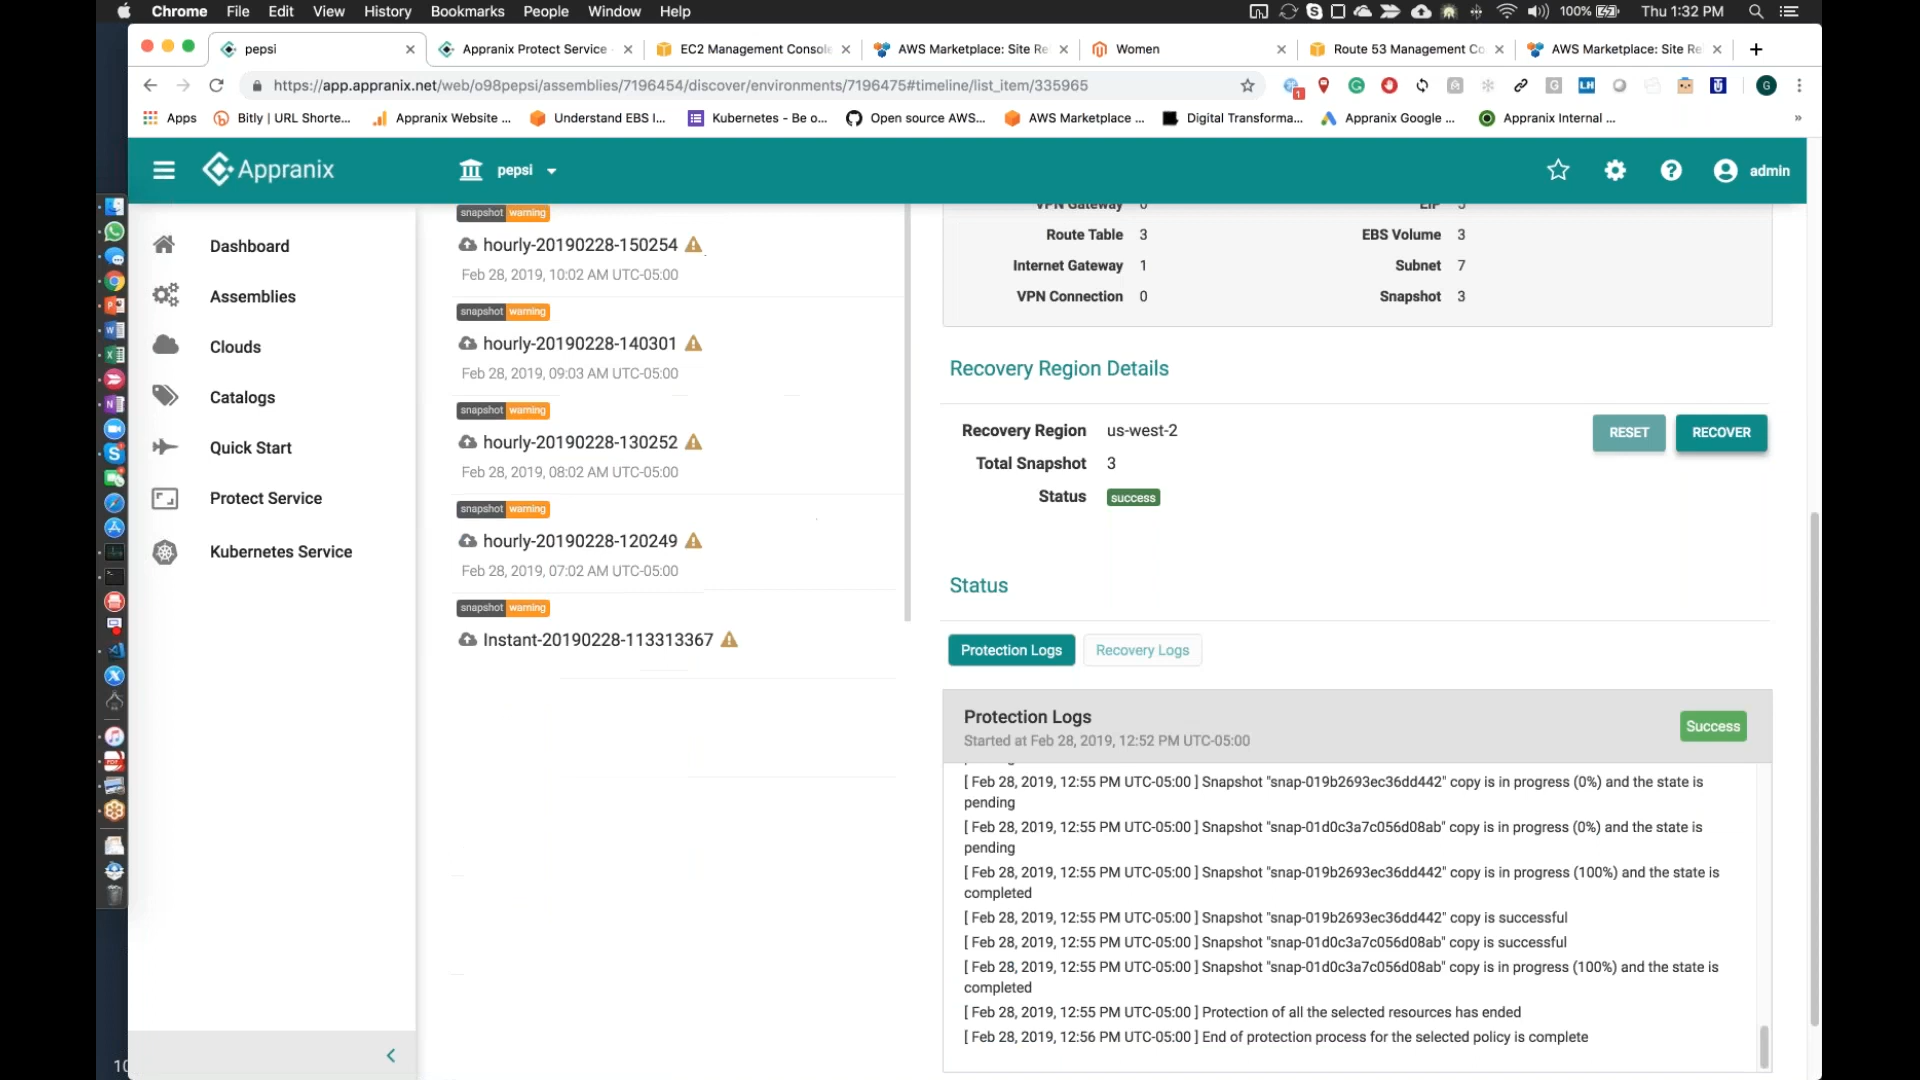 Chrome File Edit View History Bookmarks People Window Help
100% Thu 1:32 PM
pepsi
Appranix Protect Service
EC2 Management Console
AWS Marketplace: Site Re
Women
Route 53 Management Co
AWS Marketplace: Site Re
https://app.appranix.net/web/o98pepsi/assemblies/7196454/discover/environments/7196475#timeline/list_item/335965
Apps
Bitly | URL Shorte...
Appranix Website ...
Understand EBS I...
Kubernetes - Be o...
Open source AWS...
AWS Marketplace ...
Digital Transforma...
Appranix Google ...
Appranix Internal ...
Appranix
pepsi
admin
Dashboard
Assemblies
Clouds
Catalogs
Quick Start
Protect Service
Kubernetes Service
snapshot warning
hourly-20190228-150254
Feb 28, 2019, 10:02 AM UTC-05:00
snapshot warning
hourly-20190228-140301
Feb 28, 2019, 09:03 AM UTC-05:00
snapshot warning
hourly-20190228-130252
Feb 28, 2019, 08:02 AM UTC-05:00
snapshot warning
hourly-20190228-120249
Feb 28, 2019, 07:02 AM UTC-05:00
snapshot warning
Instant-20190228-113313367
VPN Gateway 0 EIP 3
Route Table 3 EBS Volume 3
Internet Gateway 1 Subnet 7
VPN Connection 0 Snapshot 3
Recovery Region Details
Recovery Region us-west-2
RESET RECOVER
Total Snapshot 3
Status success
Status
Protection Logs Recovery Logs
Protection Logs
Started at Feb 28, 2019, 12:52 PM UTC-05:00
Success
[ Feb 28, 2019, 12:55 PM UTC-05:00 ] Snapshot "snap-019b2693ec36dd442" copy is in progress (0%) and the state is
pending
[ Feb 28, 2019, 12:55 PM UTC-05:00 ] Snapshot "snap-01d0c3a7c056d08ab" copy is in progress (0%) and the state is
pending
[ Feb 28, 2019, 12:55 PM UTC-05:00 ] Snapshot "snap-019b2693ec36dd442" copy is in progress (100%) and the state is
completed
[ Feb 28, 2019, 12:55 PM UTC-05:00 ] Snapshot "snap-019b2693ec36dd442" copy is successful
[ Feb 28, 2019, 12:55 PM UTC-05:00 ] Snapshot "snap-01d0c3a7c056d08ab" copy is successful
[ Feb 28, 2019, 12:55 PM UTC-05:00 ] Snapshot "snap-01d0c3a7c056d08ab" copy is in progress (100%) and the state is
completed
[ Feb 28, 2019, 12:55 PM UTC-05:00 ] Protection of all the selected resources has ended
[ Feb 28, 2019, 12:56 PM UTC-05:00 ] End of protection process for the selected policy is complete